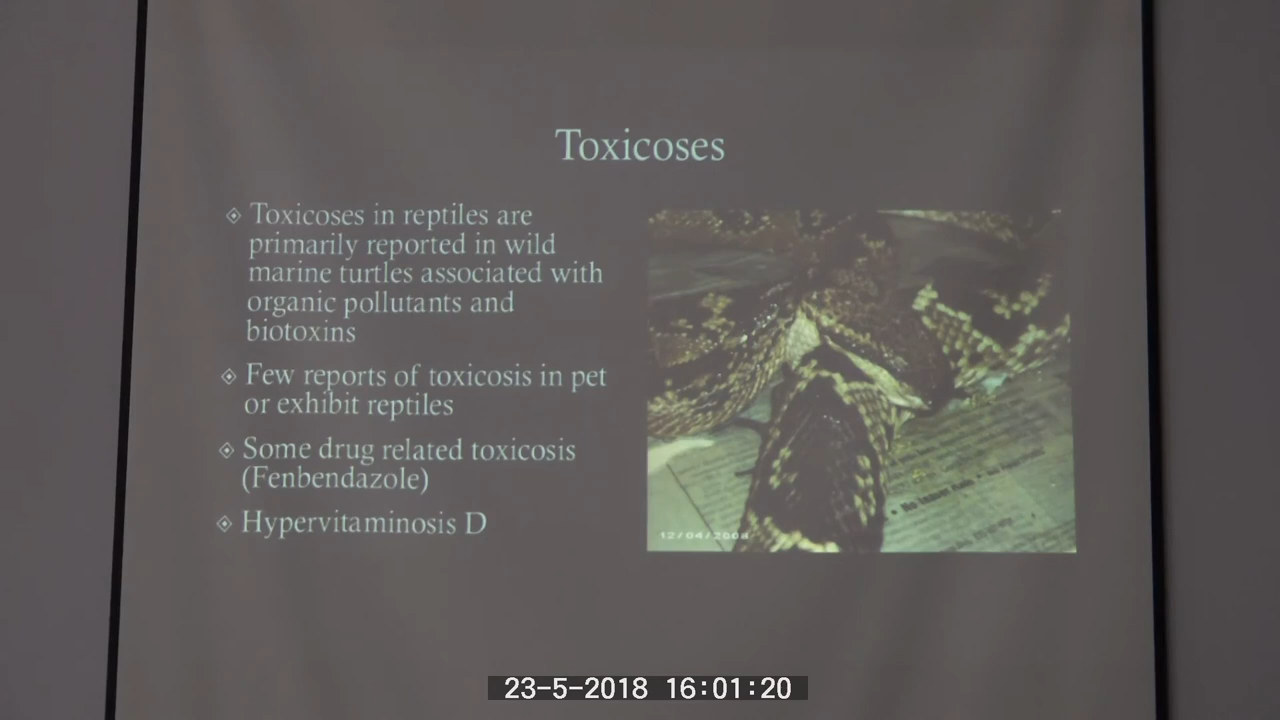 Toxicoses
Toxicoses in reptiles are
primarily reported in wild
marine turtles associated with
organic pollutants and
biotoxins
Few reports of toxicosis in pet
or exhibit reptiles
Some drug related toxicosis
(Fenbendazole)
Hypervitaminosis D
12/04/2008
23-5-2018 16:01:20